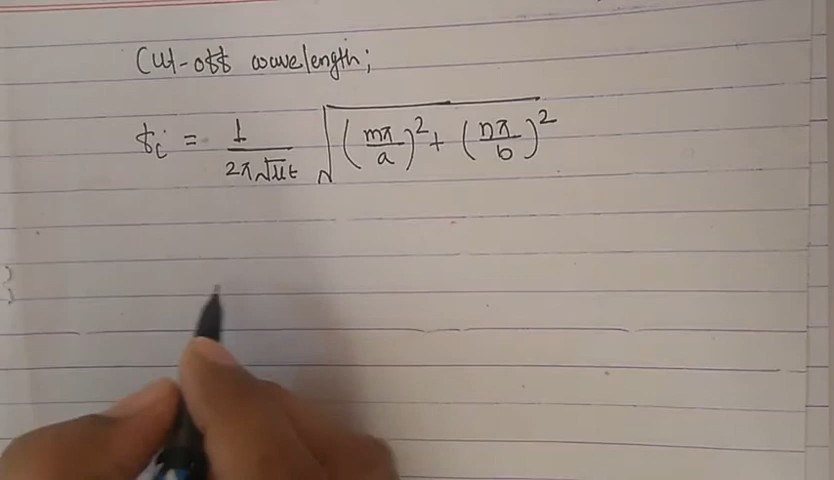 Cut-off wavelength;
fc = 1/2π√με √(mπ/a)² + (nπ/b)²